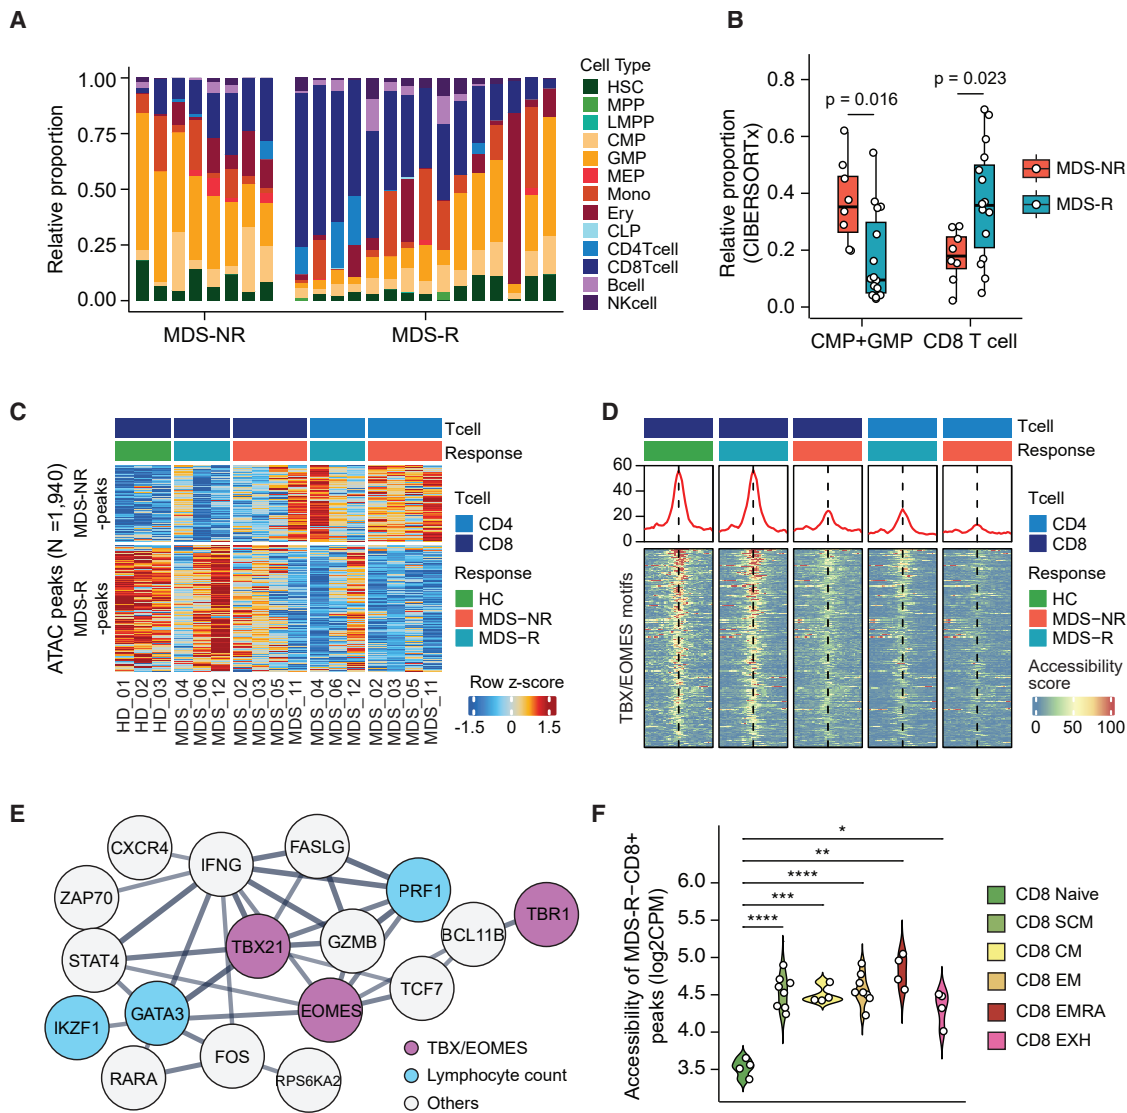 A
B
Relative proportion
1.00
0.75
0.50
0.25
0.00
MDS-NR
MDS-R
Cell Type
HSC
MPP
LMPP
CMP
GMP
MEP
Mono
Ery
CLP
CD4Tcell
CD8Tcell
Bcell
NKcell
Relative proportion
(CIBERSORTx)
0.8
0.6
0.4
0.2
0.0
p = 0.016
p = 0.023
CMP+GMP
CD8 T cell
MDS-NR
MDS-R
C
D
Tcell
Response
ATAC peaks (N =1,940)
MDS-NR
-peaks
MDS-R
-peaks
HD_01
HD_02
HD_03
MDS_04
MDS_06
MDS_12
MDS_02
MDS_03
MDS_05
MDS_11
MDS_04
MDS_06
MDS_12
MDS_02
MDS_03
MDS_05
MDS_11
Tcell
CD4
CD8
Response
HC
MDS−NR
MDS−R
Row z-score
-1.5 0 1.5
Tcell
Response
60
40
20
0
TBX/EOMES motifs
Tcell
CD4
CD8
Response
HC
MDS−NR
MDS−R
Accessibility
score
0 50 100
E
F
CXCR4
IFNG
FASLG
ZAP70
PRF1
TBR1
TBX21
GZMB
BCL11B
STAT4
TCF7
EOMES
GATA3
IKZF1
FOS
RARA
RPS6KA2
TBX/EOMES
Lymphocyte count
Others
Accessibility of MDS-R−CD8+
peaks (log2CPM)
6.0
5.5
5.0
4.5
4.0
3.5
*
**
****
***
****
CD8 Naive
CD8 SCM
CD8 CM
CD8 EM
CD8 EMRA
CD8 EXH